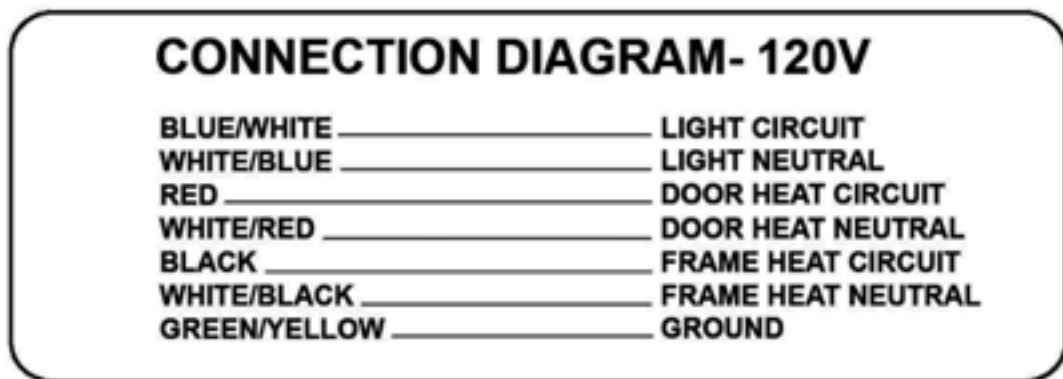 CONNECTION DIAGRAM- 120V
BLUE/WHITE LIGHT CIRCUIT
WHITE/BLUE LIGHT NEUTRAL
RED DOOR HEAT CIRCUIT
WHITE/RED DOOR HEAT NEUTRAL
BLACK FRAME HEAT CIRCUIT
WHITE/BLACK FRAME HEAT NEUTRAL
GREEN/YELLOW GROUND